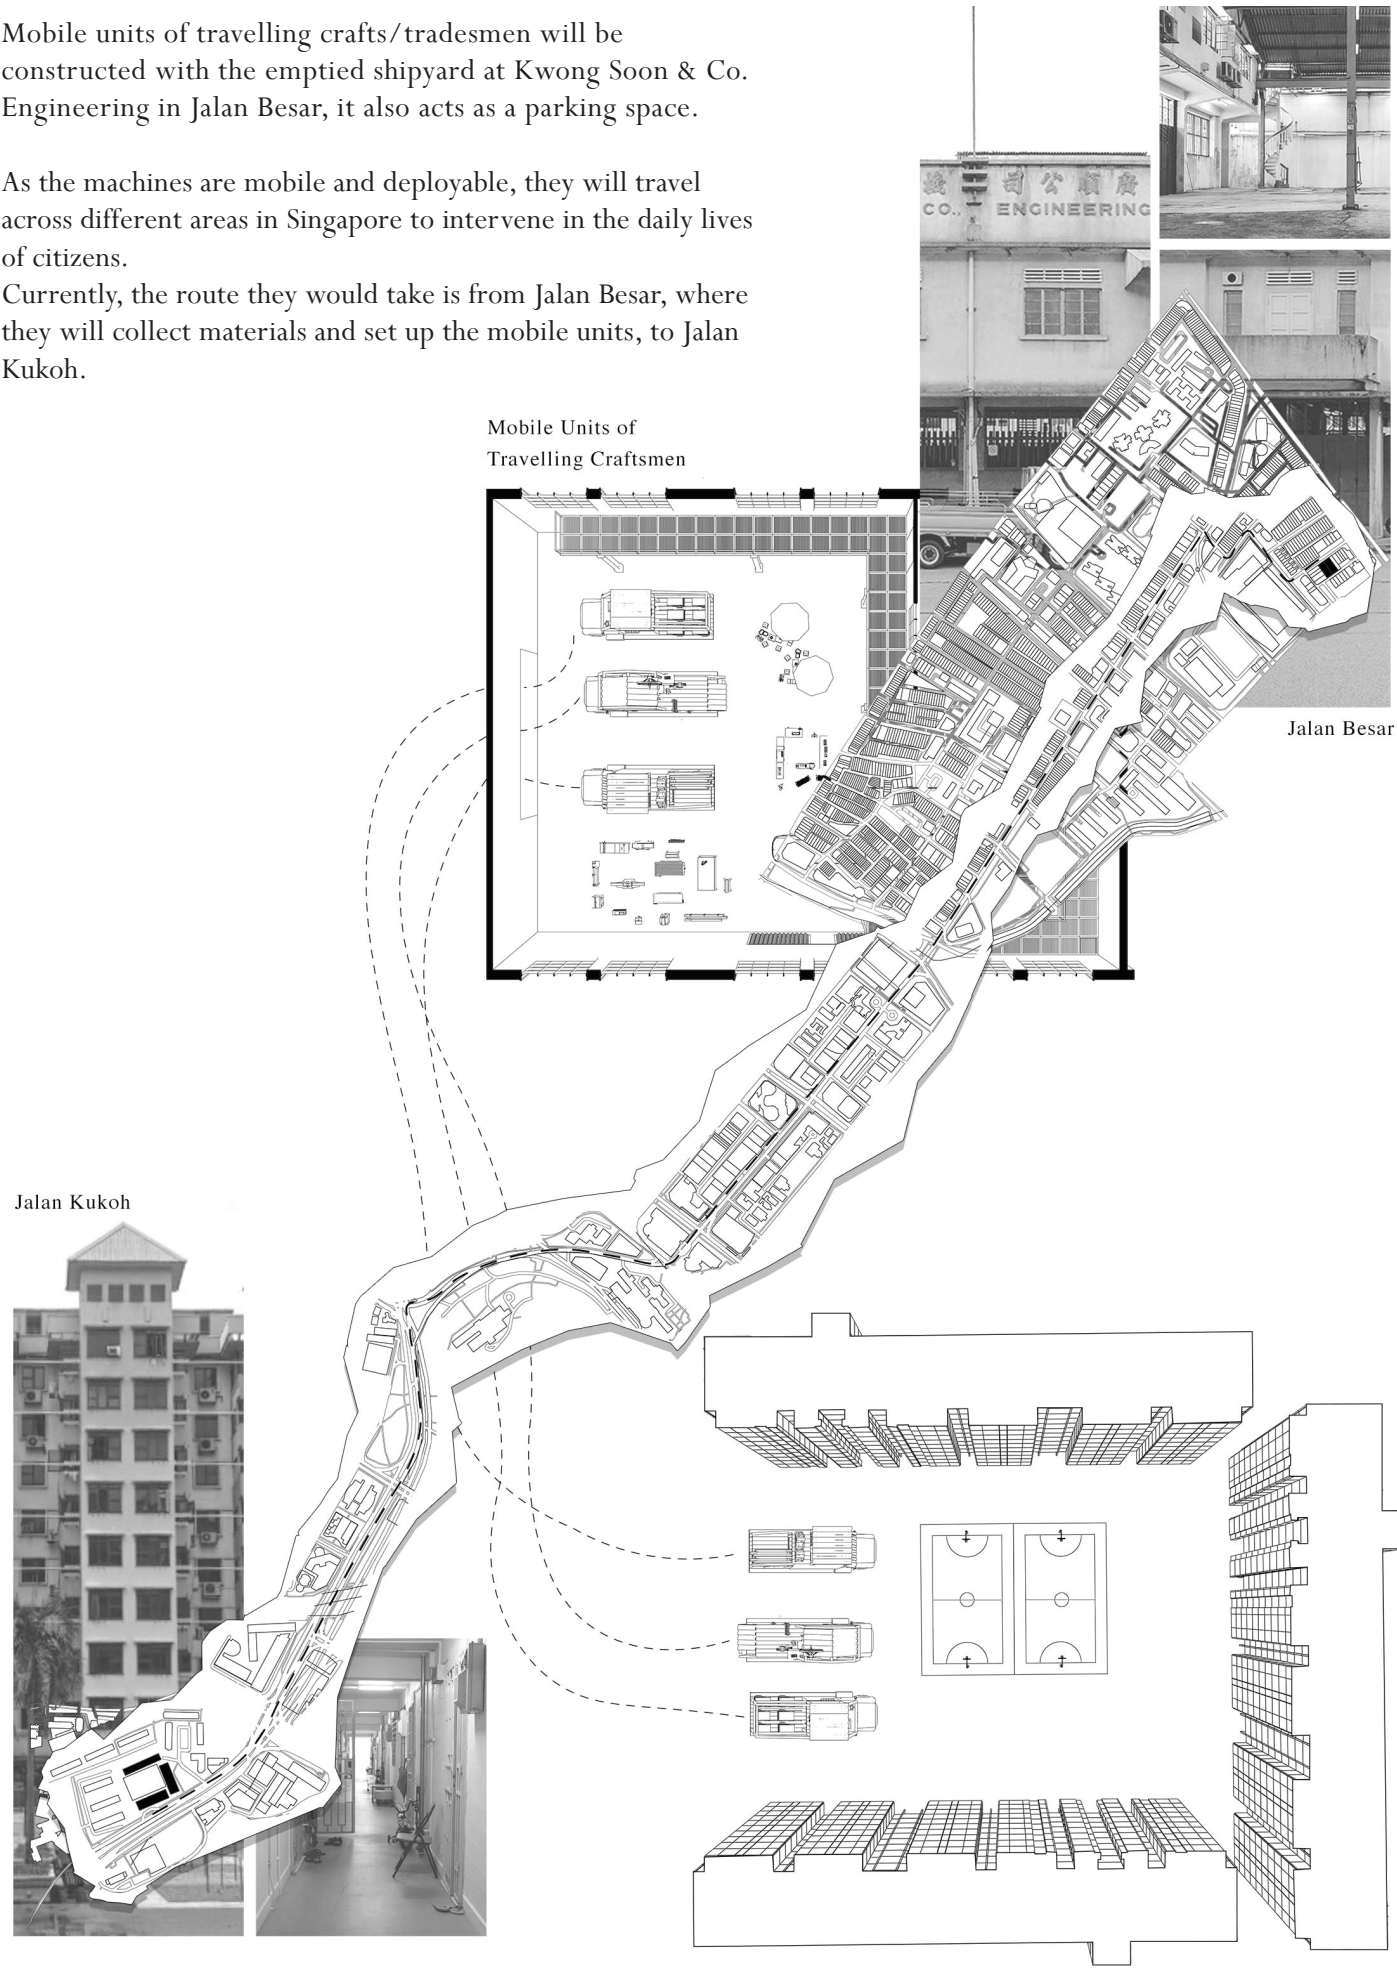 Mobile units of travelling crafts/tradesmen will be
constructed with the emptied shipyard at Kwong Soon & Co.
Engineering in Jalan Besar, it also acts as a parking space.
As the machines are mobile and deployable, they will travel
across different areas in Singapore to intervene in the daily lives
of citizens.
Currently, the route they would take is from Jalan Besar, where
they will collect materials and set up the mobile units, to Jalan
Kukoh.
司公順廣
CO., ENGINEERING
Mobile Units of
Travelling Craftsmen
Jalan Besar
Jalan Kukoh